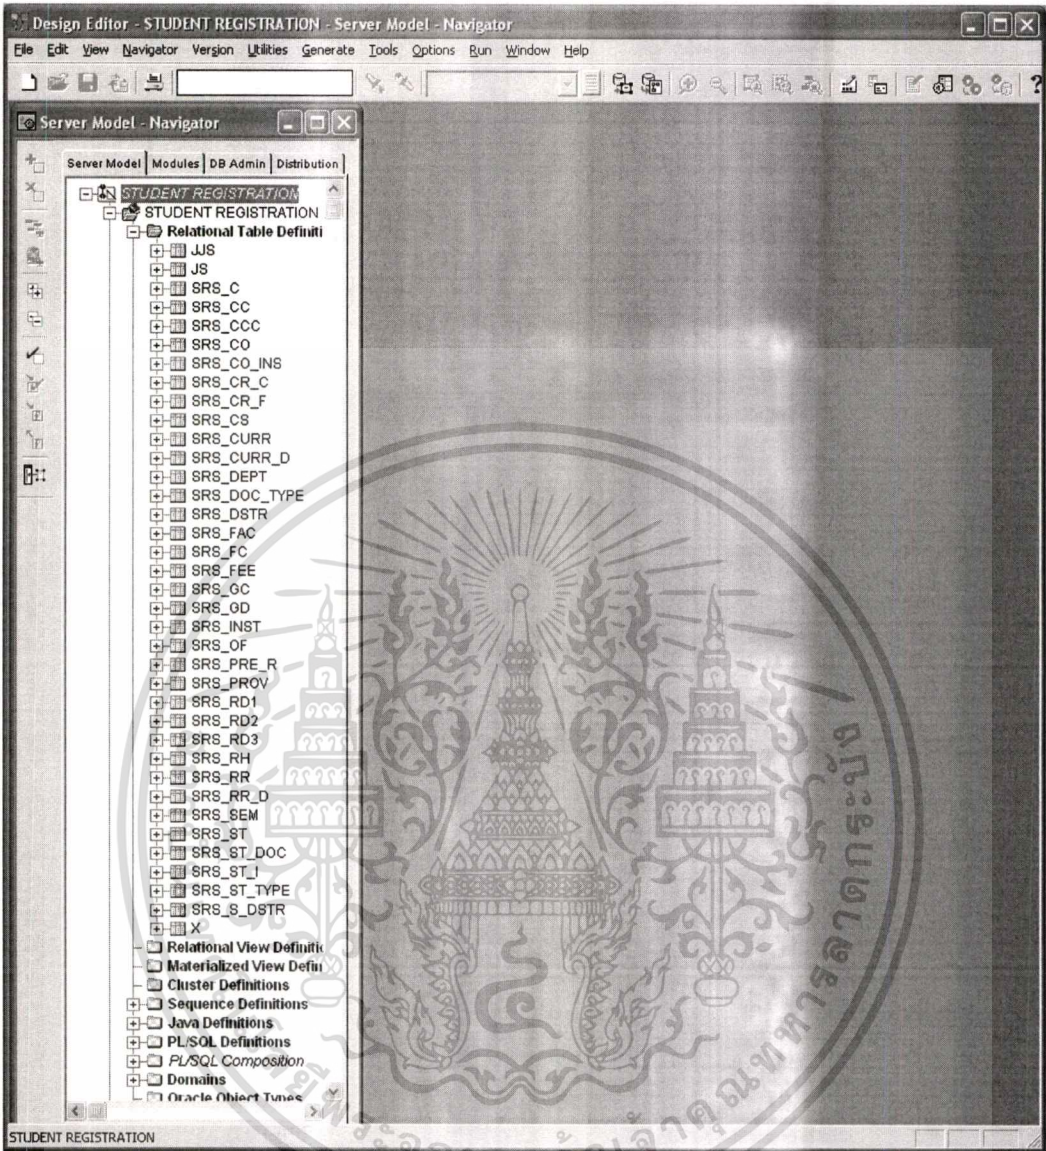 Design Editor - STUDENT REGISTRATION - Server Model - Navigator
File Edit View Navigator Version Utilities Generate Tools Options Run Window Help
Server Model - Navigator
Server Model Modules DB Admin Distribution
STUDENT REGISTRATION
STUDENT REGISTRATION
Relational Table Definiti
JJS
JS
SRS_C
SRS_CC
SRS_CCC
SRS_CO
SRS_CO_INS
SRS_CR_C
SRS_CR_F
SRS_CS
SRS_CURR
SRS_CURR_D
SRS_DEPT
SRS_DOC_TYPE
SRS_DSTR
SRS_FAC
SRS_FC
SRS_FEE
SRS_GC
SRS_GD
SRS_INST
SRS_OF
SRS_PRE_R
SRS_PROV
SRS_RD1
SRS_RD2
SRS_RD3
SRS_RH
SRS_RR
SRS_RR_D
SRS_SEM
SRS_ST
SRS_ST_DOC
SRS_ST_I
SRS_ST_TYPE
SRS_S_DSTR
X
Relational View Definitic
Materialized View Defin
Cluster Definitions
Sequence Definitions
Java Definitions
PL/SQL Definitions
PL/SQL Composition
Domains
Oracle Object Types
STUDENT REGISTRATION